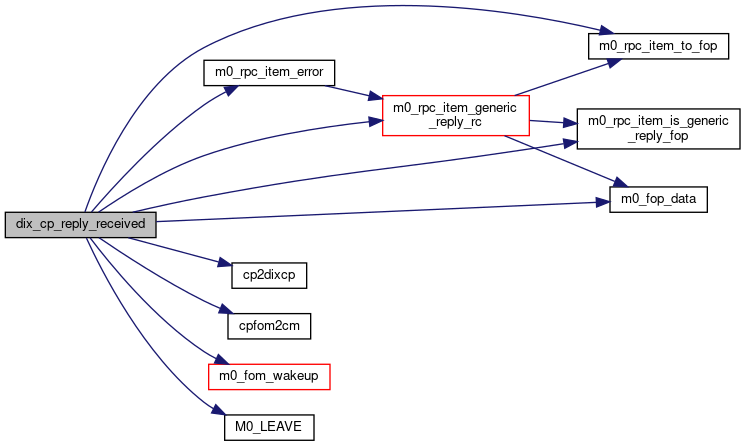 m0_rpc_item_to_fop
m0_rpc_item_error
m0_rpc_item_generic
_reply_rc
m0_rpc_item_is_generic
_reply_fop
m0_fop_data
dix_cp_reply_received
cp2dixcp
cpfom2cm
m0_fom_wakeup
M0_LEAVE